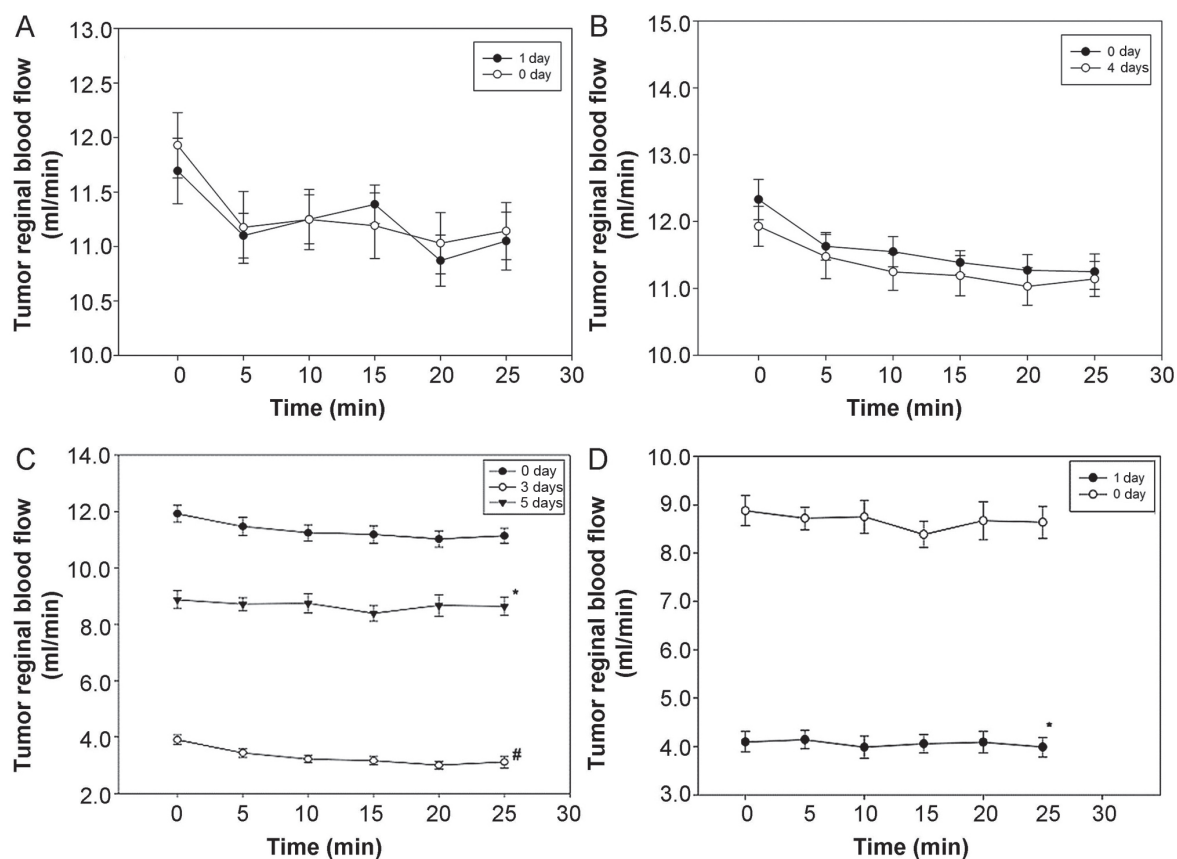 A
Tumor reginal blood flow
(ml/min)
13.0
12.5
12.0
11.5
11.0
10.5
10.0
1 day
0 day
0 5 10 15 20 25 30
Time (min)
B
Tumor reginal blood flow
(ml/min)
15.0
14.0
13.0
12.0
11.0
10.0
0 day
4 days
0 5 10 15 20 25 30
Time (min)
C
Tumor reginal blood flow
(ml/min)
14.0
12.0
10.0
8.0
6.0
4.0
2.0
0 day
3 days
5 days
*
#
0 5 10 15 20 25 30
Time (min)
D
Tumor reginal blood flow
(ml/min)
10.0
9.0
8.0
7.0
6.0
5.0
4.0
3.0
1 day
0 day
*
0 5 10 15 20 25 30
Time (min)